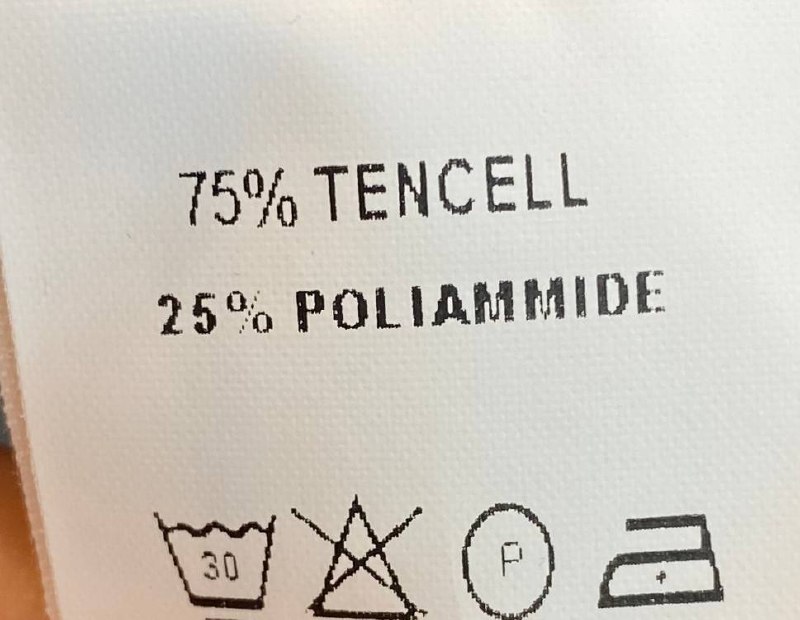 75% TENCELL
25% POLIAMMIDE
30 P